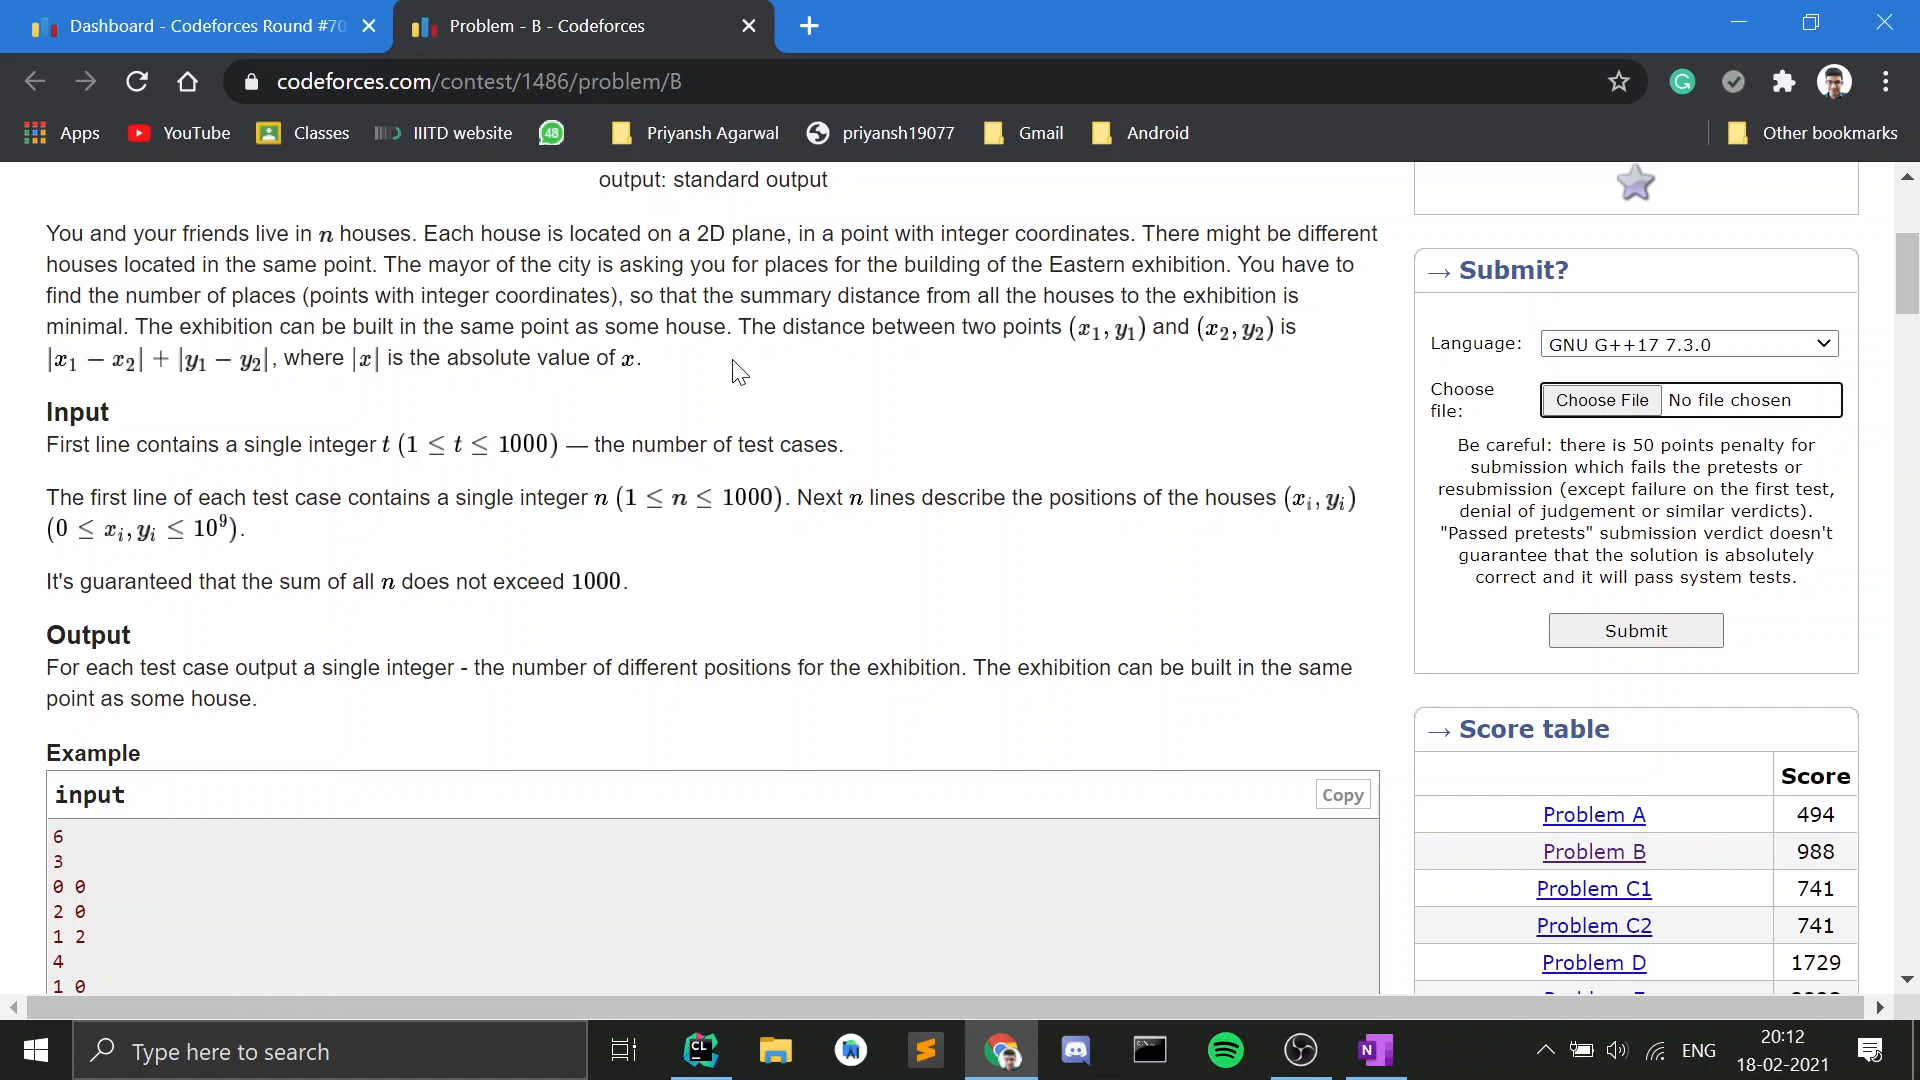 Dashboard - Codeforces Round #70
Problem - B - Codeforces
codeforces.com/contest/1486/problem/B
Apps YouTube Classes IIITD website 48 Priyansh Agarwal priyansh19077 Gmail Android Other bookmarks
output: standard output
You and your friends live in n houses. Each house is located on a 2D plane, in a point with integer coordinates. There might be different
houses located in the same point. The mayor of the city is asking you for places for the building of the Eastern exhibition. You have to
find the number of places (points with integer coordinates), so that the summary distance from all the houses to the exhibition is
minimal. The exhibition can be built in the same point as some house. The distance between two points (x₁, y₁) and (x₂, y₂) is
|x₁ − x₂| + |y₁ − y₂|, where |x| is the absolute value of x.
Input
First line contains a single integer t (1 ≤ t ≤ 1000) — the number of test cases.
The first line of each test case contains a single integer n (1 ≤ n ≤ 1000). Next n lines describe the positions of the houses (xᵢ, yᵢ)
(0 ≤ xᵢ, yᵢ ≤ 10⁹).
It's guaranteed that the sum of all n does not exceed 1000.
Output
For each test case output a single integer - the number of different positions for the exhibition. The exhibition can be built in the same
point as some house.
Example
input
Copy
6
3
0 0
2 0
1 2
4
1 0
→ Submit?
Language: GNU G++17 7.3.0
Choose
file:
Choose File No file chosen
Be careful: there is 50 points penalty for
submission which fails the pretests or
resubmission (except failure on the first test,
denial of judgement or similar verdicts).
"Passed pretests" submission verdict doesn't
guarantee that the solution is absolutely
correct and it will pass system tests.
Submit
→ Score table
Score
Problem A 494
Problem B 988
Problem C1 741
Problem C2 741
Problem D 1729
Type here to search
CL
N
ENG
20:12
18-02-2021